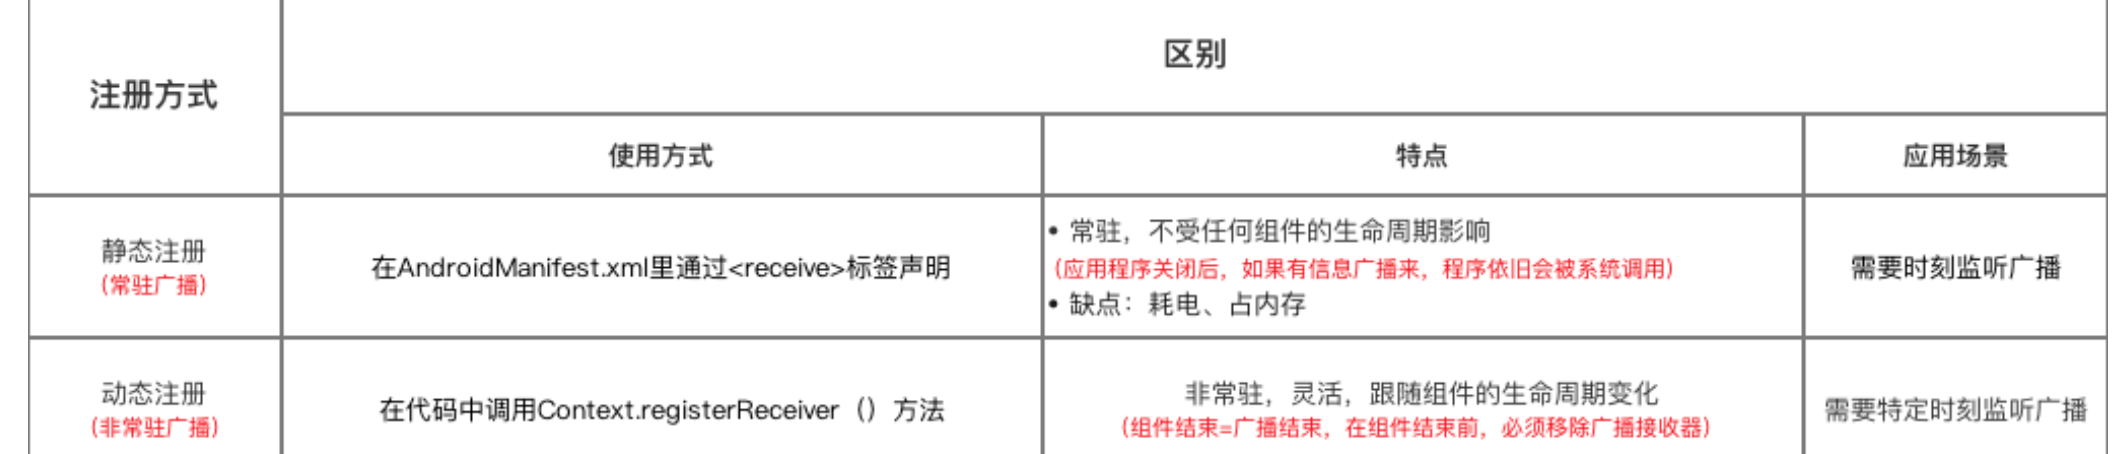 注册方式
区别
使用方式
特点
应用场景
静态注册
（常驻广播）
在AndroidManifest.xml里通过<receive>标签声明
• 常驻，不受任何组件的生命周期影响
（应用程序关闭后，如果有信息广播来，程序依旧会被系统调用）
• 缺点：耗电、占内存
需要时刻监听广播
动态注册
（非常驻广播）
在代码中调用Context.registerReceiver（）方法
非常驻，灵活，跟随组件的生命周期变化
（组件结束=广播结束，在组件结束前，必须移除广播接收器）
需要特定时刻监听广播